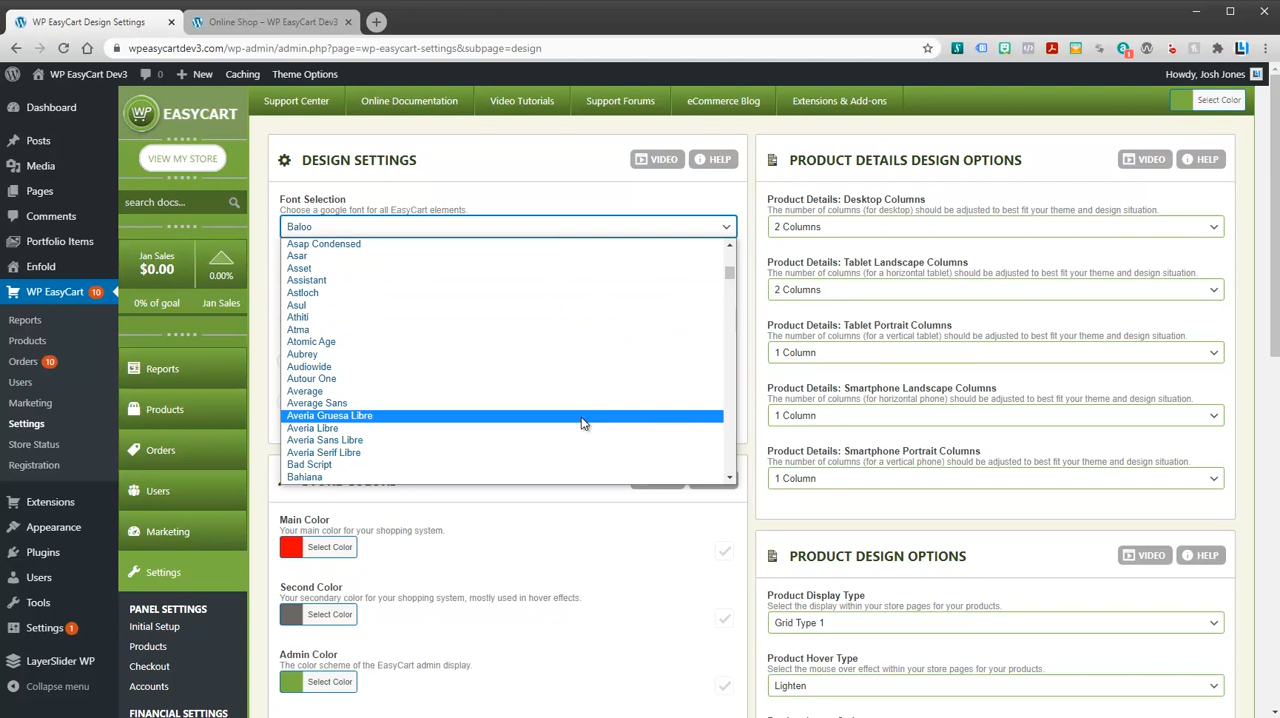 WP EasyCart Design Settings
Online Shop – WP EasyCart Dev3
wpeasycartdev3.com/wp-admin/admin.php?page=wp-easycart-settings&subpage=design
WP EasyCart Dev3
0
New
Caching
Theme Options
Howdy, Josh Jones
Dashboard
Posts
Media
Pages
Comments
Portfolio Items
Enfold
WP EasyCart 10
Reports
Products
Orders 10
Users
Marketing
Settings
Store Status
Registration
Extensions
Appearance
Plugins
Users
Tools
Settings 1
LayerSlider WP
Collapse menu
WP EASYCART
VIEW MY STORE
search docs...
Jan Sales
$0.00
0.00%
0% of goal
Jan Sales
Reports
Products
Orders
Users
Marketing
Settings
PANEL SETTINGS
Initial Setup
Products
Checkout
Accounts
FINANCIAL SETTINGS
Support Center
Online Documentation
Video Tutorials
Support Forums
eCommerce Blog
Extensions & Add-ons
Select Color
DESIGN SETTINGS
VIDEO
HELP
Font Selection
Choose a google font for all EasyCart elements.
Baloo
Asap Condensed
Asar
Asset
Assistant
Astloch
Asul
Athiti
Atma
Atomic Age
Aubrey
Audiowide
Autour One
Average
Average Sans
Averia Gruesa Libre
Averia Libre
Averia Sans Libre
Averia Serif Libre
Bad Script
Bahiana
Main Color
Your main color for your shopping system.
Select Color
Second Color
Your secondary color for your shopping system, mostly used in hover effects.
Select Color
Admin Color
The color scheme of the EasyCart admin display.
Select Color
PRODUCT DETAILS DESIGN OPTIONS
VIDEO
HELP
Product Details: Desktop Columns
The number of columns (for desktop) should be adjusted to best fit your theme and design situation.
2 Columns
Product Details: Tablet Landscape Columns
The number of columns (for a horizontal tablet) should be adjusted to best fit your theme and design situation.
2 Columns
Product Details: Tablet Portrait Columns
The number of columns (for a vertical tablet) should be adjusted to best fit your theme and design situation.
1 Column
Product Details: Smartphone Landscape Columns
The number of columns (for horizontal phone) should be adjusted to best fit your theme and design situation.
1 Column
Product Details: Smartphone Portrait Columns
The number of columns (for a vertical phone) should be adjusted to best fit your theme and design situation.
1 Column
PRODUCT DESIGN OPTIONS
VIDEO
HELP
Product Display Type
Select the display within your store pages for your products.
Grid Type 1
Product Hover Type
Select the mouse over effect within your store pages for your products.
Lighten